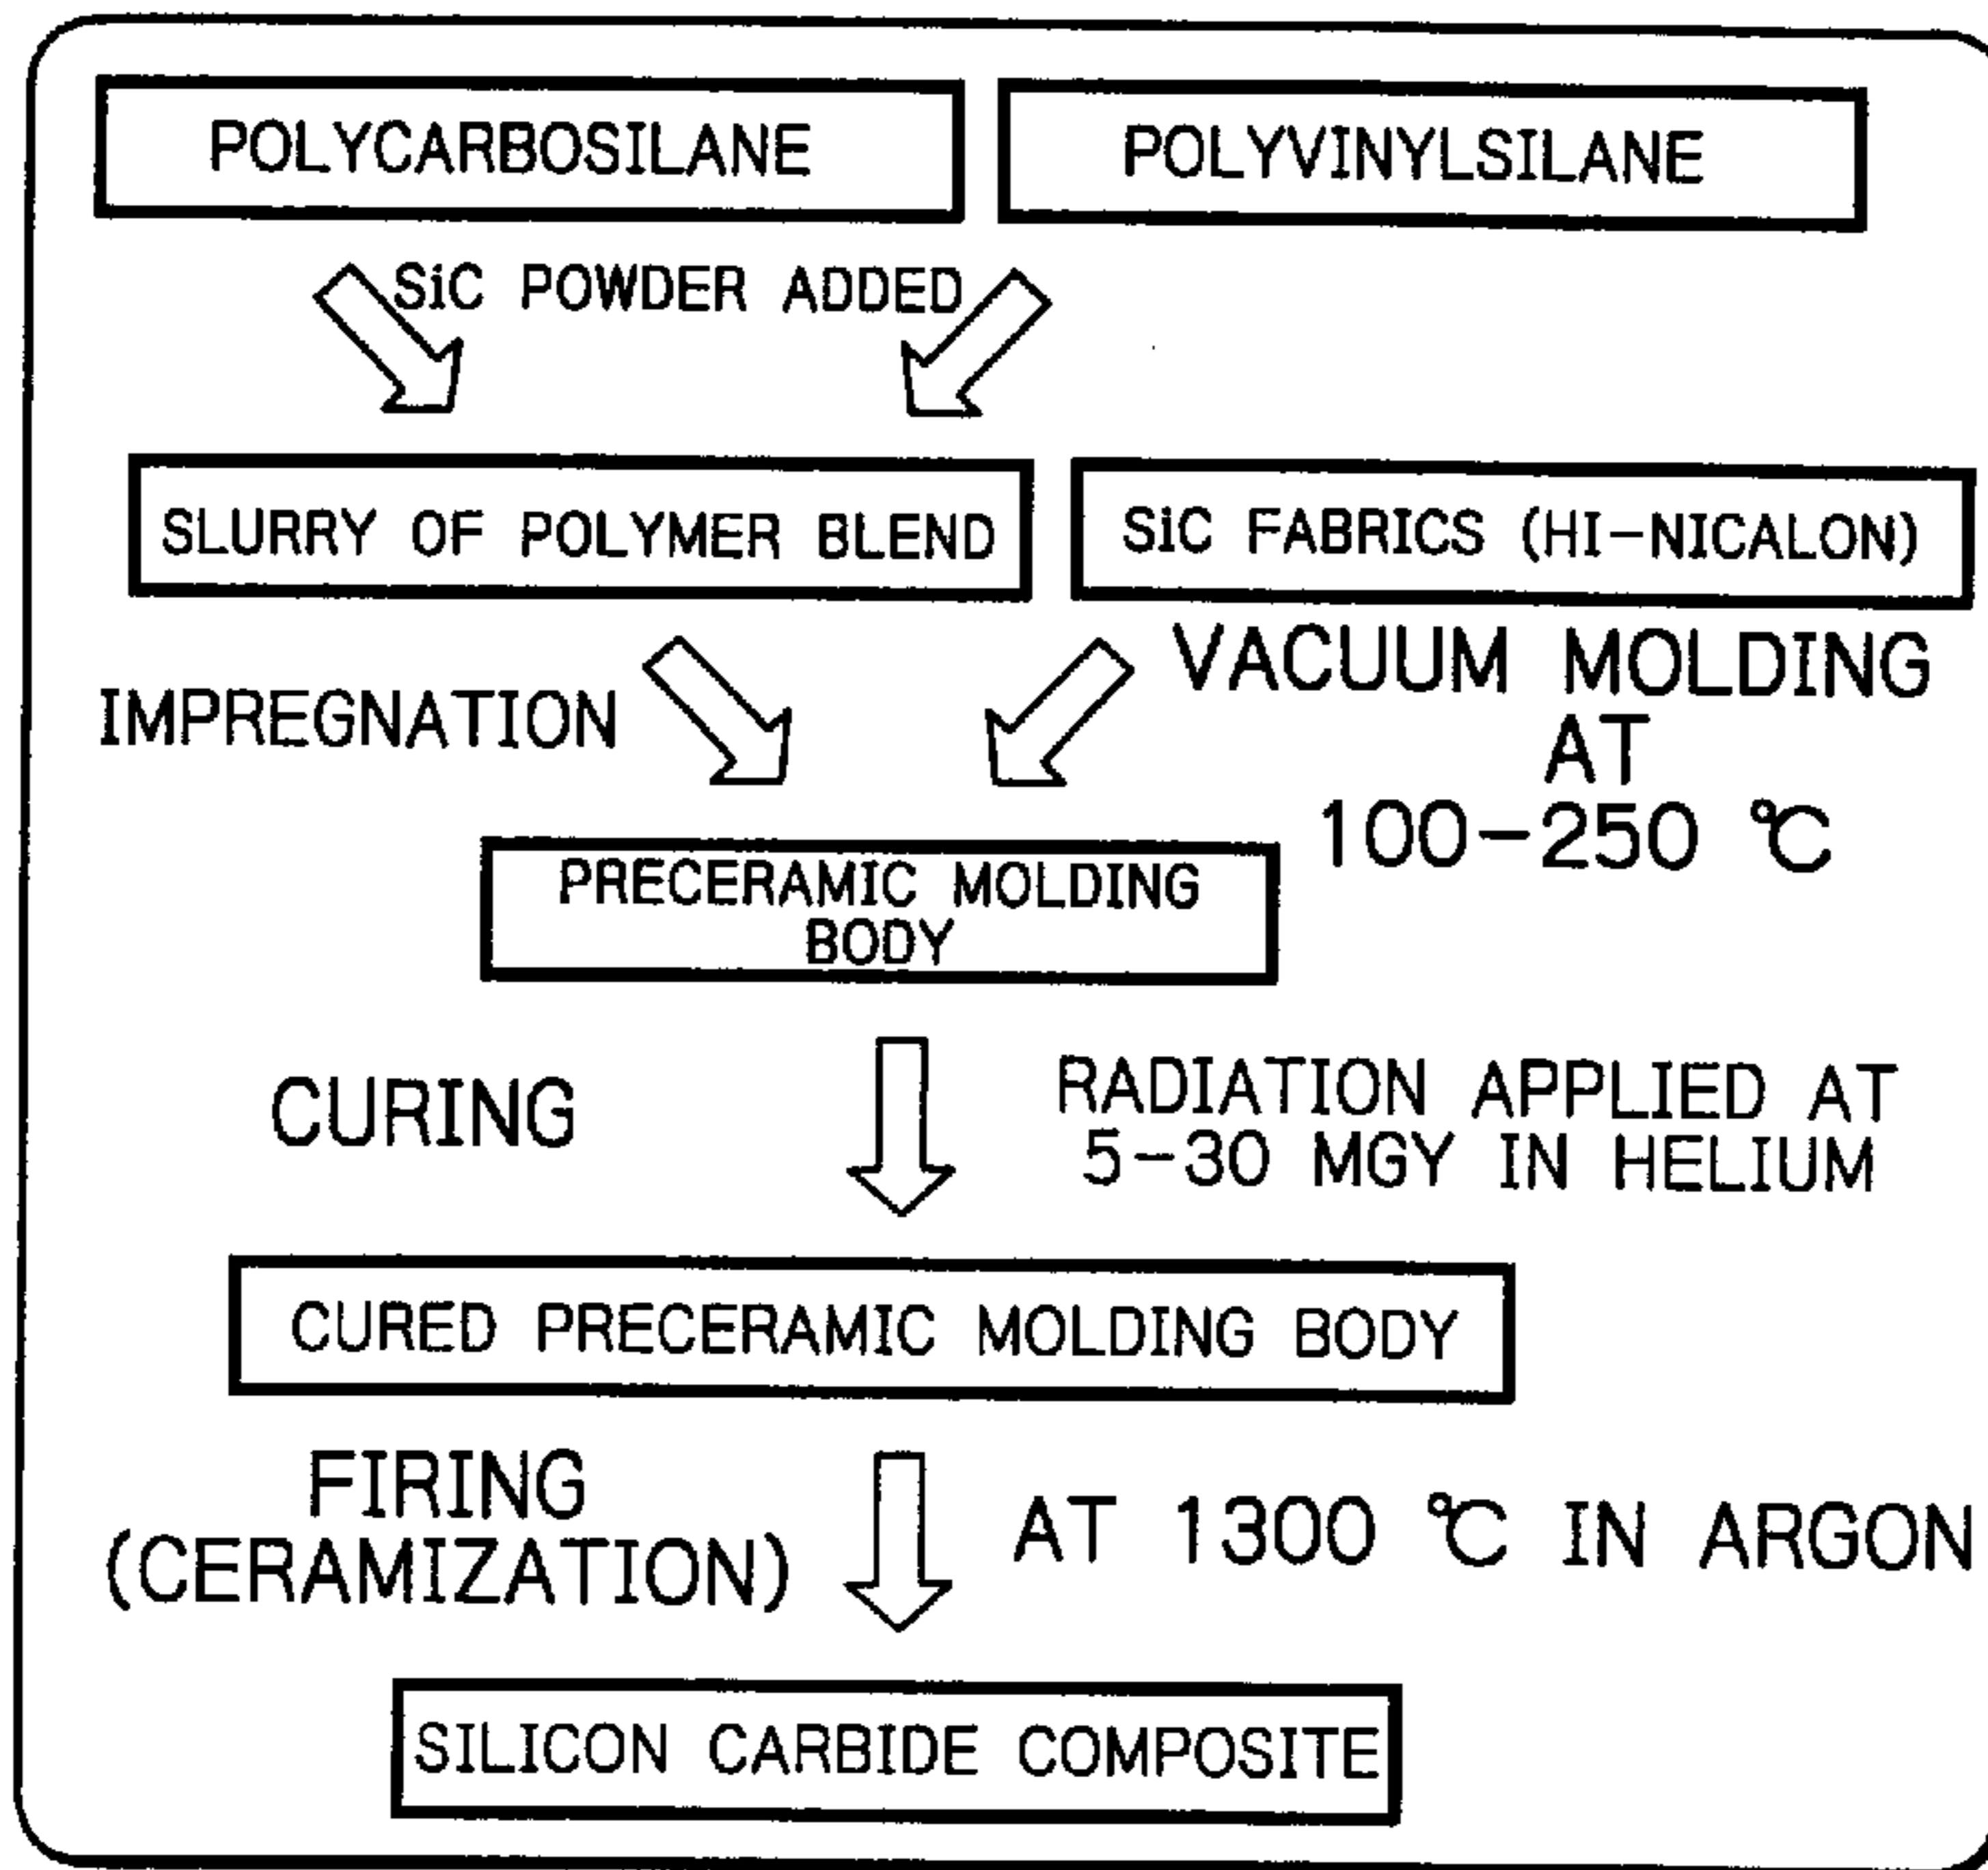 POLYCARBOSILANE
POLYVINYLSILANE
SiC POWDER ADDED
SLURRY OF POLYMER BLEND
SiC FABRICS (HI-NICALON)
IMPREGNATION
VACUUM MOLDING
AT
100-250 ℃
PRECERAMIC MOLDING
BODY
CURING
RADIATION APPLIED AT
5-30 MGY IN HELIUM
CURED PRECERAMIC MOLDING BODY
FIRING
(CERAMIZATION)
AT 1300 ℃ IN ARGON
SILICON CARBIDE COMPOSITE